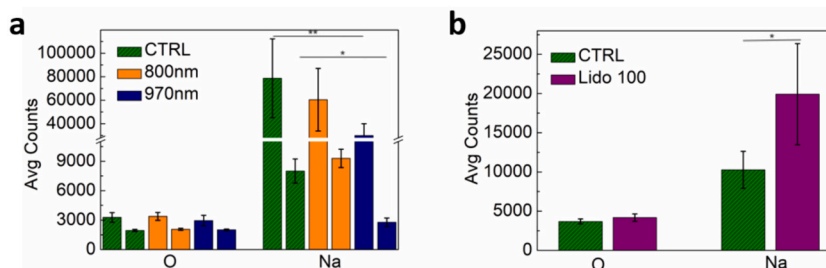 a
Avg Counts
100000
80000
60000
40000
9000
6000
3000
0
CTRL
800nm
970nm
**
*
O
Na
b
Avg Counts
25000
20000
15000
10000
5000
0
CTRL
Lido 100
*
O
Na